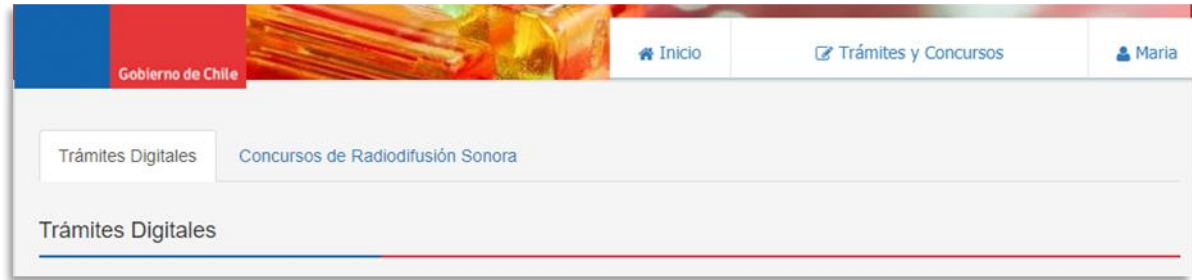 Inicio
Trámites y Concursos
Maria
Gobierno de Chile
Trámites Digitales
Concursos de Radiodifusión Sonora
Trámites Digitales